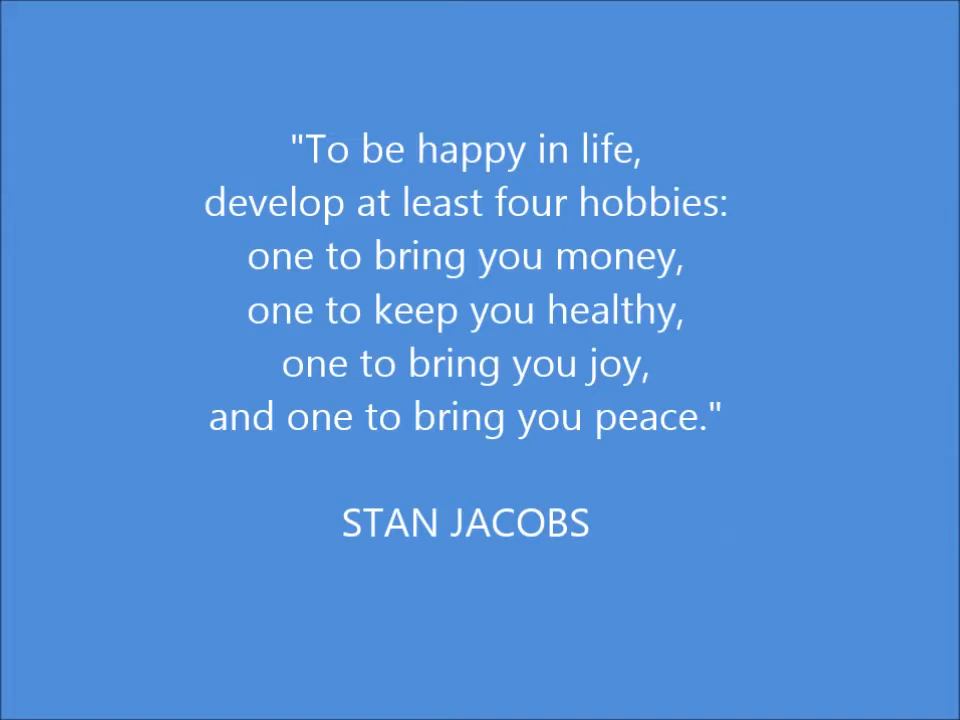 "To be happy in life,
develop at least four hobbies:
one to bring you money,
one to keep you healthy,
one to bring you joy,
and one to bring you peace."
STAN JACOBS